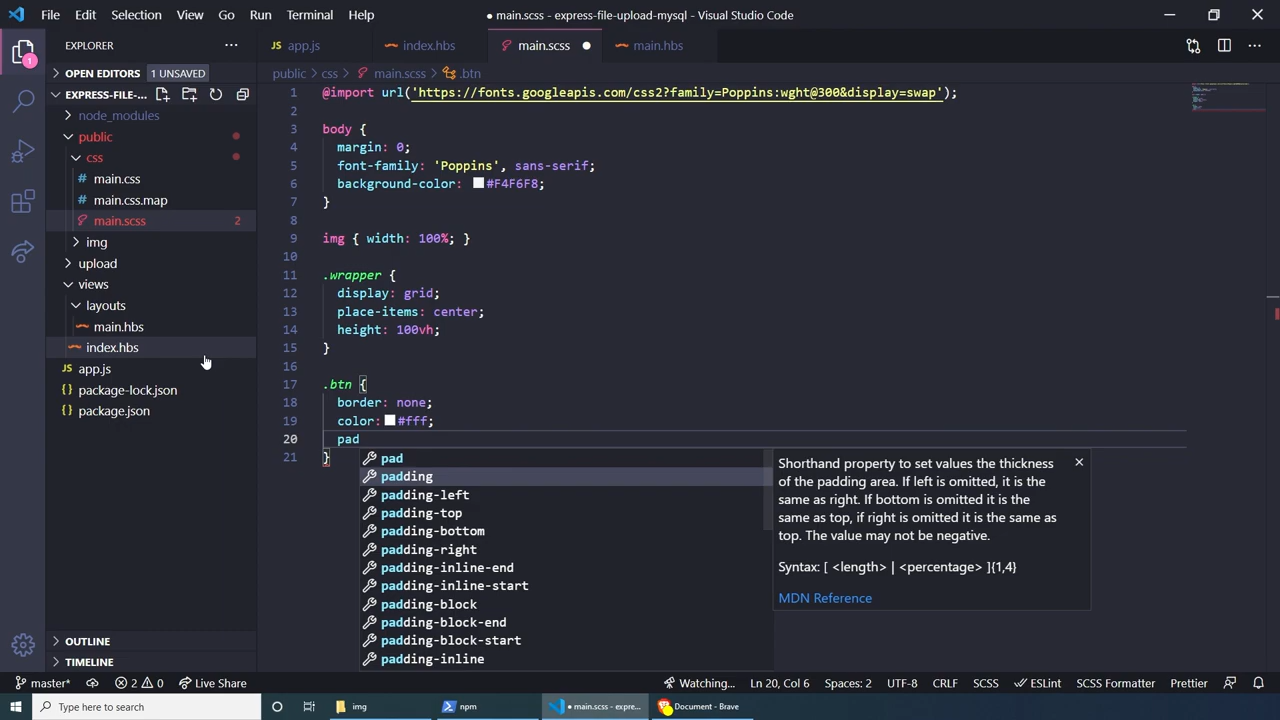 File Edit Selection View Go Run Terminal Help
● main.scss - express-file-upload-mysql - Visual Studio Code
EXPLORER
app.js
index.hbs
main.scss
main.hbs
OPEN EDITORS 1 UNSAVED
public > css > main.scss > .btn
EXPRESS-FILE-...
node_modules
public
css
main.css
main.css.map
main.scss 2
img
upload
views
layouts
main.hbs
index.hbs
app.js
package-lock.json
package.json
OUTLINE
TIMELINE
1
1 @import url('https://fonts.googleapis.com/css2?family=Poppins:wght@300&display=swap');
2
3 body {
4 margin: 0;
5 font-family: 'Poppins', sans-serif;
6 background-color: #F4F6F8;
7 }
8
9 img { width: 100%; }
10
11 .wrapper {
12 display: grid;
13 place-items: center;
14 height: 100vh;
15 }
16
17 .btn {
18 border: none;
19 color: #fff;
20 pad
21 }
pad
padding
padding-left
padding-top
padding-bottom
padding-right
padding-inline-end
padding-inline-start
padding-block
padding-block-end
padding-block-start
padding-inline
Shorthand property to set values the thickness
of the padding area. If left is omitted, it is the
same as right. If bottom is omitted it is the
same as top, if right is omitted it is the same as
top. The value may not be negative.
Syntax: [ <length> | <percentage> ]{1,4}
MDN Reference
master* 2 0 Live Share Watching... Ln 20, Col 6 Spaces: 2 UTF-8 CRLF SCSS ESLint SCSS Formatter Prettier
Type here to search img npm ● main.scss - expre... Document - Brave